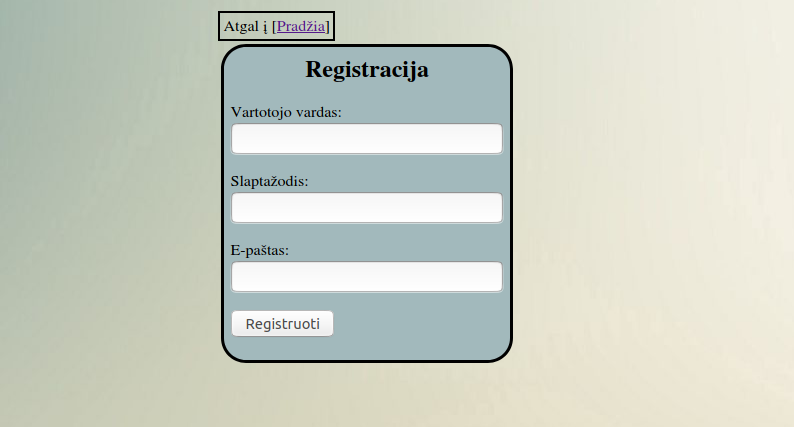 Atgal į [Pradžia]
Registracija
Vartotojo vardas:
Slaptažodis:
E-paštas:
Registruoti